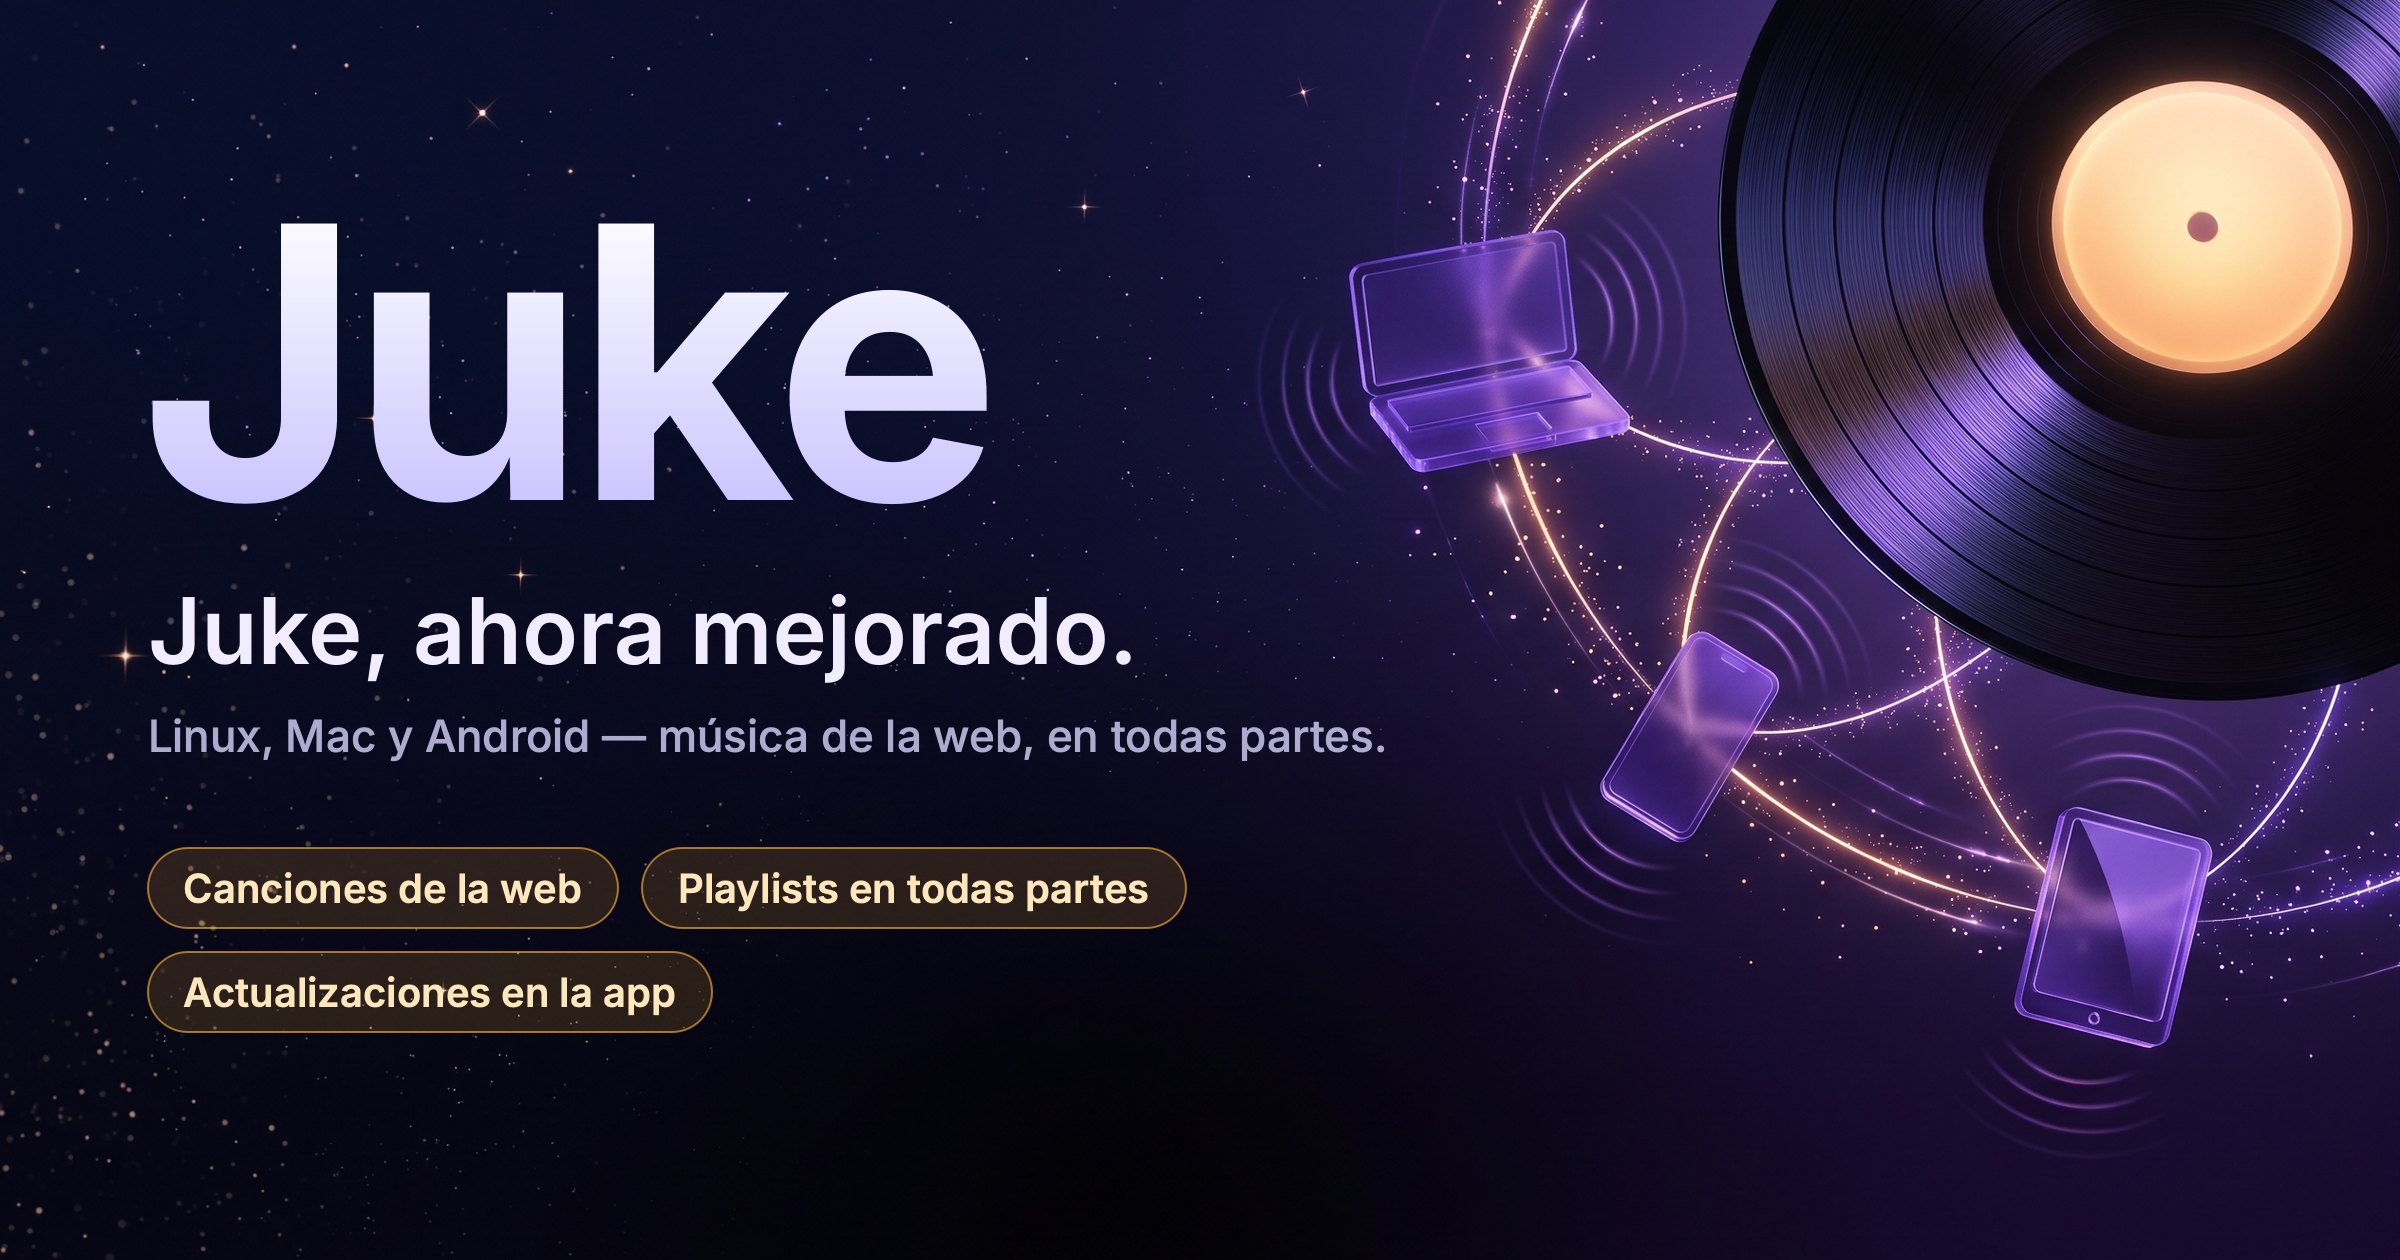 Juke
Juke, ahora mejorado.
Linux, Mac y Android — música de la web, en todas partes.
Canciones de la web
Playlists en todas partes
Actualizaciones en la app